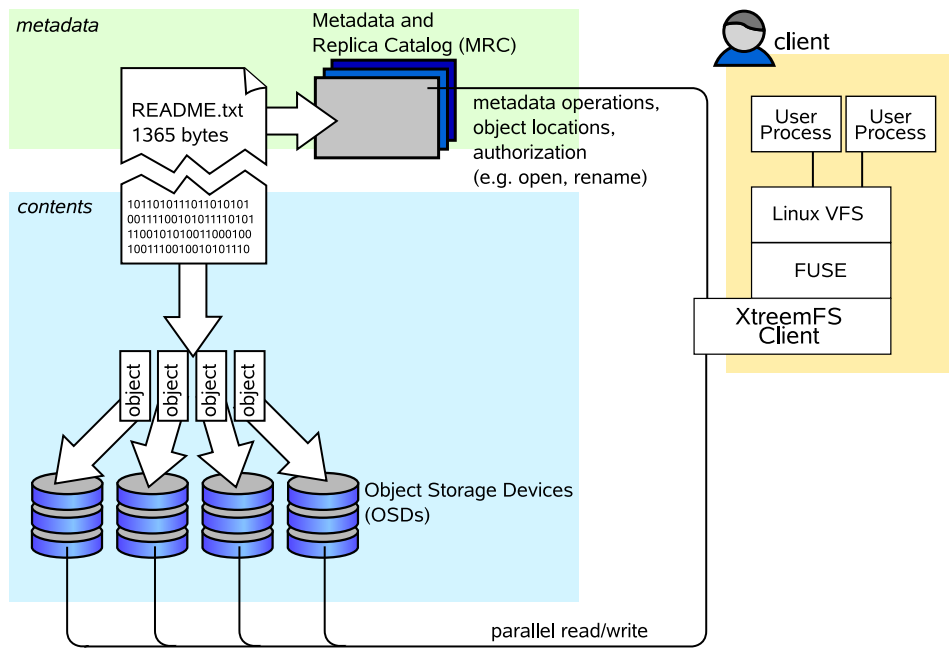 metadata
Metadata and
Replica Catalog (MRC)
README.txt
1365 bytes
metadata operations,
object locations,
authorization
(e.g. open, rename)
client
User
Process
User
Process
Linux VFS
FUSE
XtreemFS
Client
contents
1011010111011010101
0011110010101111010​1
1100101010011000100
1001110010010101110
object
object
object
object
Object Storage Devices
(OSDs)
parallel read/write